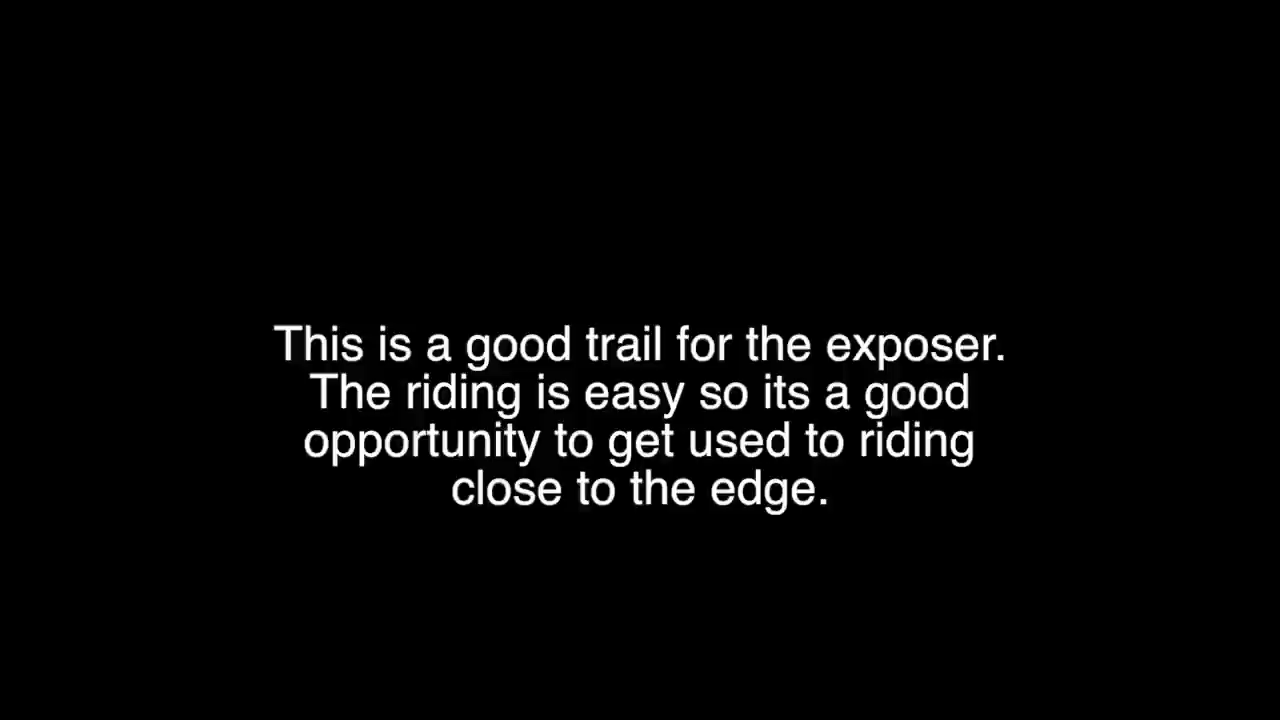 This is a good trail for the exposer.
The riding is easy so its a good
opportunity to get used to riding
close to the edge.